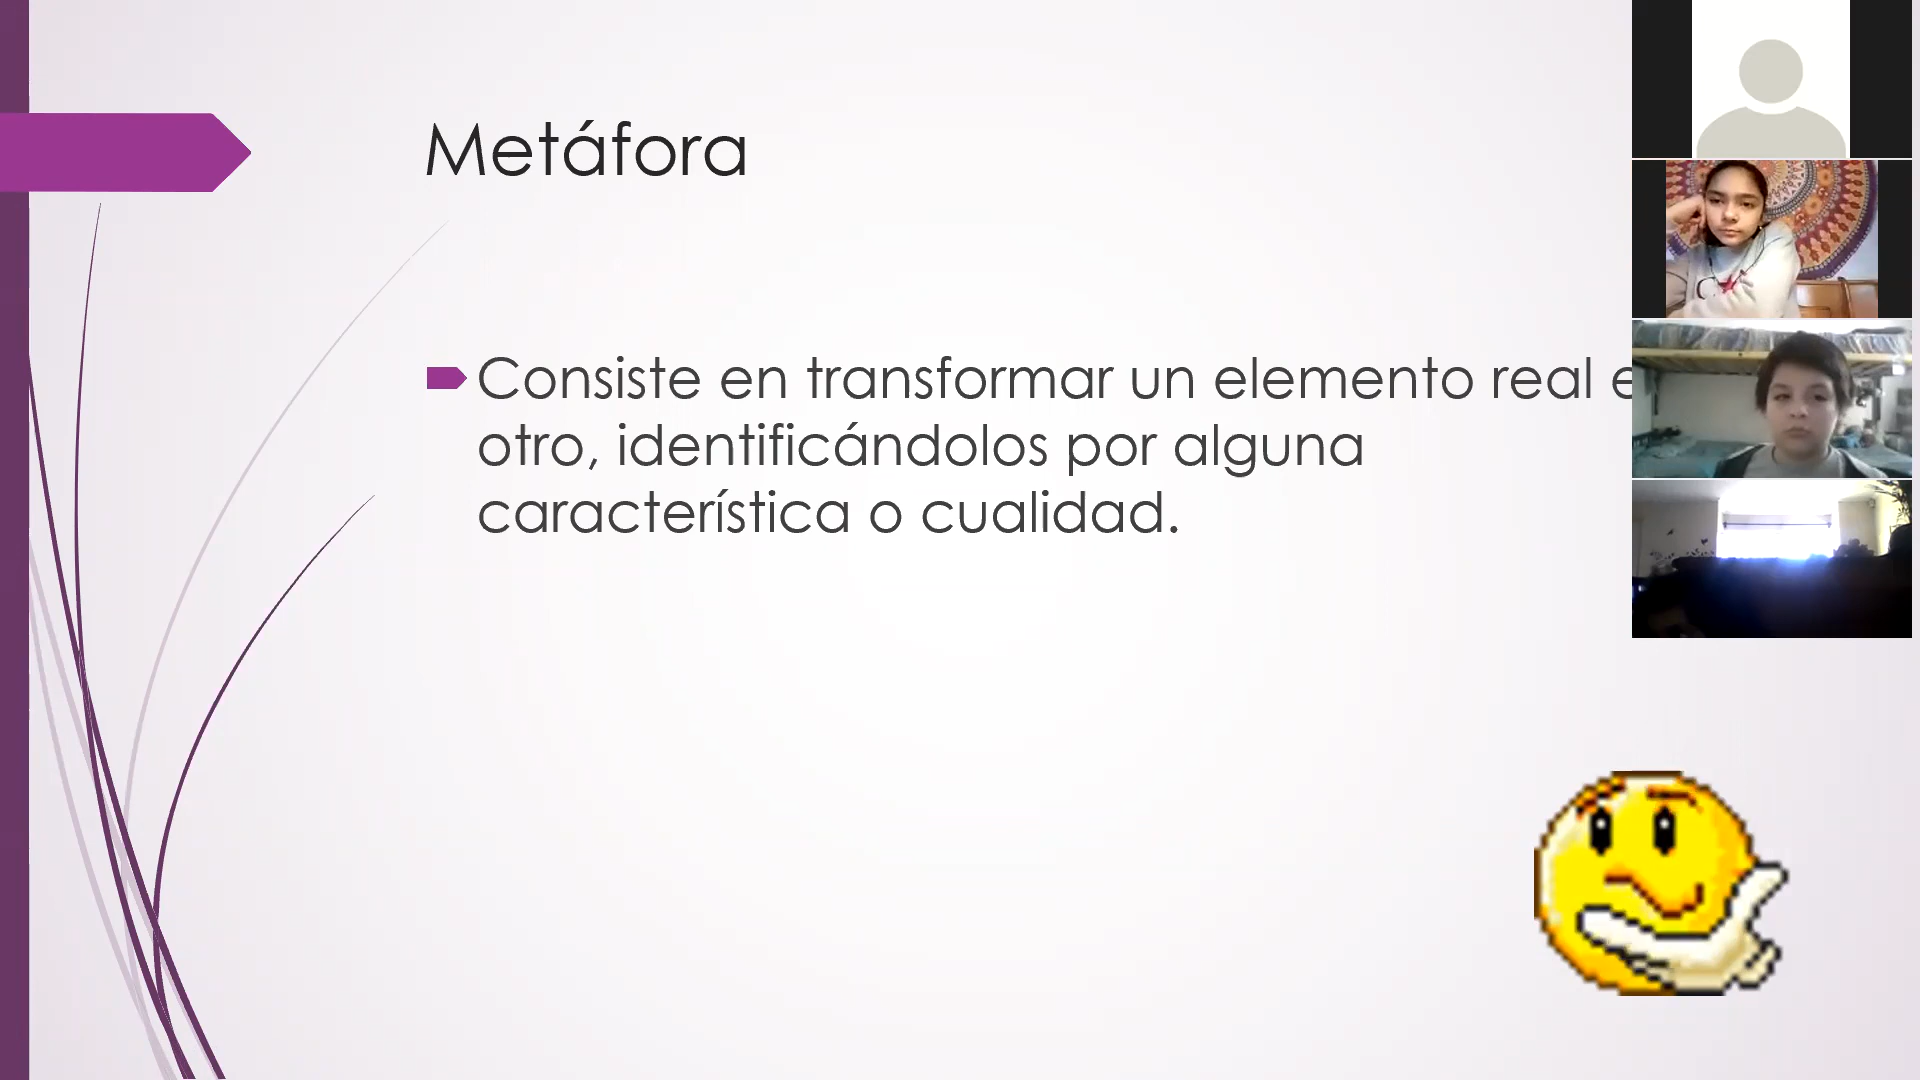 Metáfora
Consiste en transformar un elemento real
otro, identificándolos por alguna
característica o cualidad.